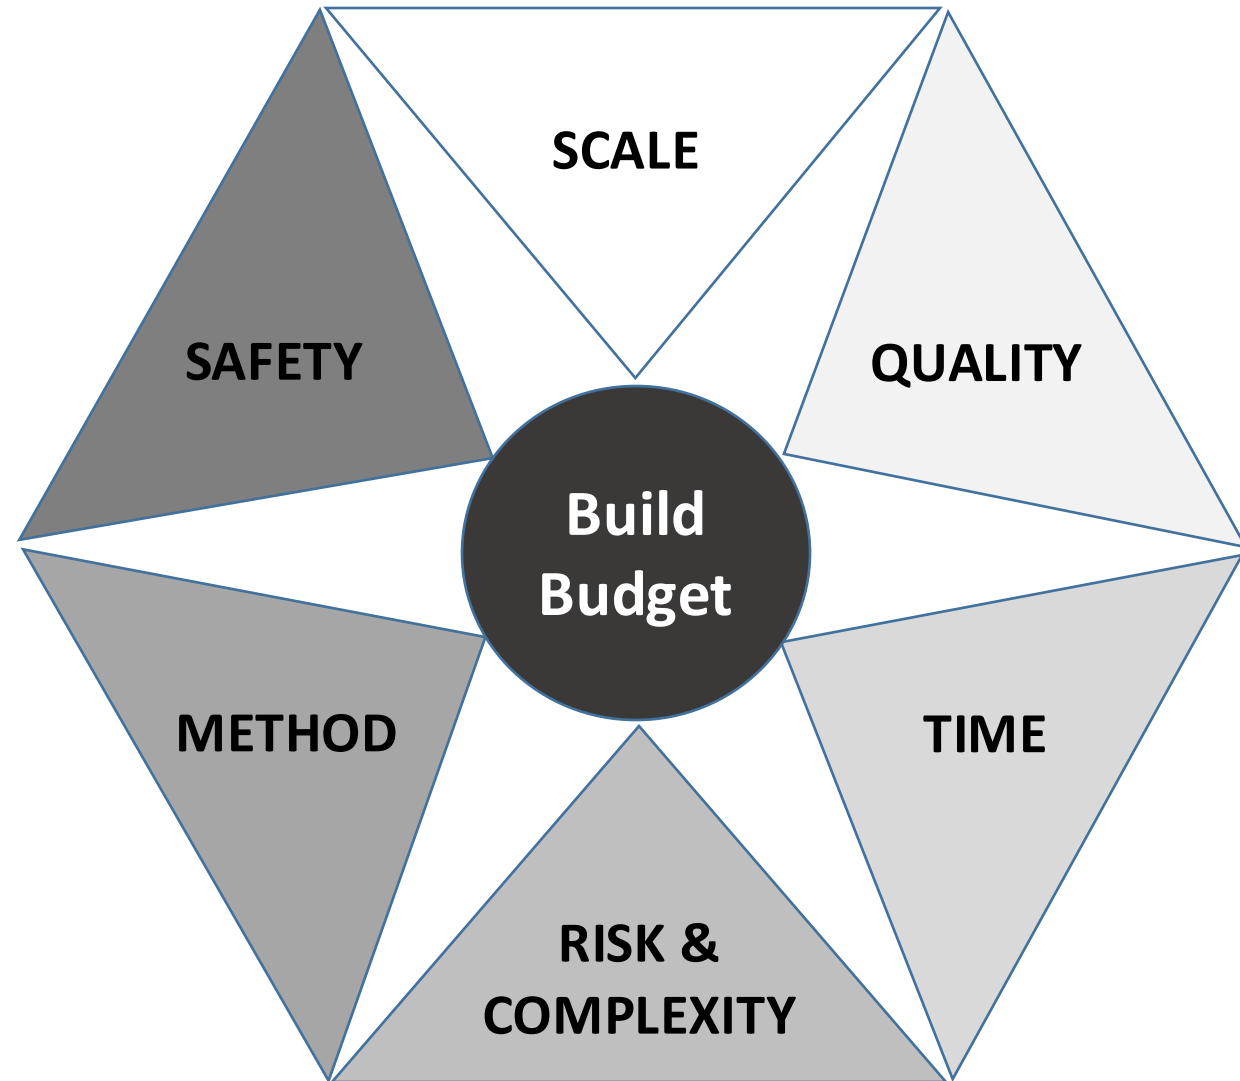 SCALE
SAFETY
QUALITY
Build
Budget
METHOD
TIME
RISK &
COMPLEXITY